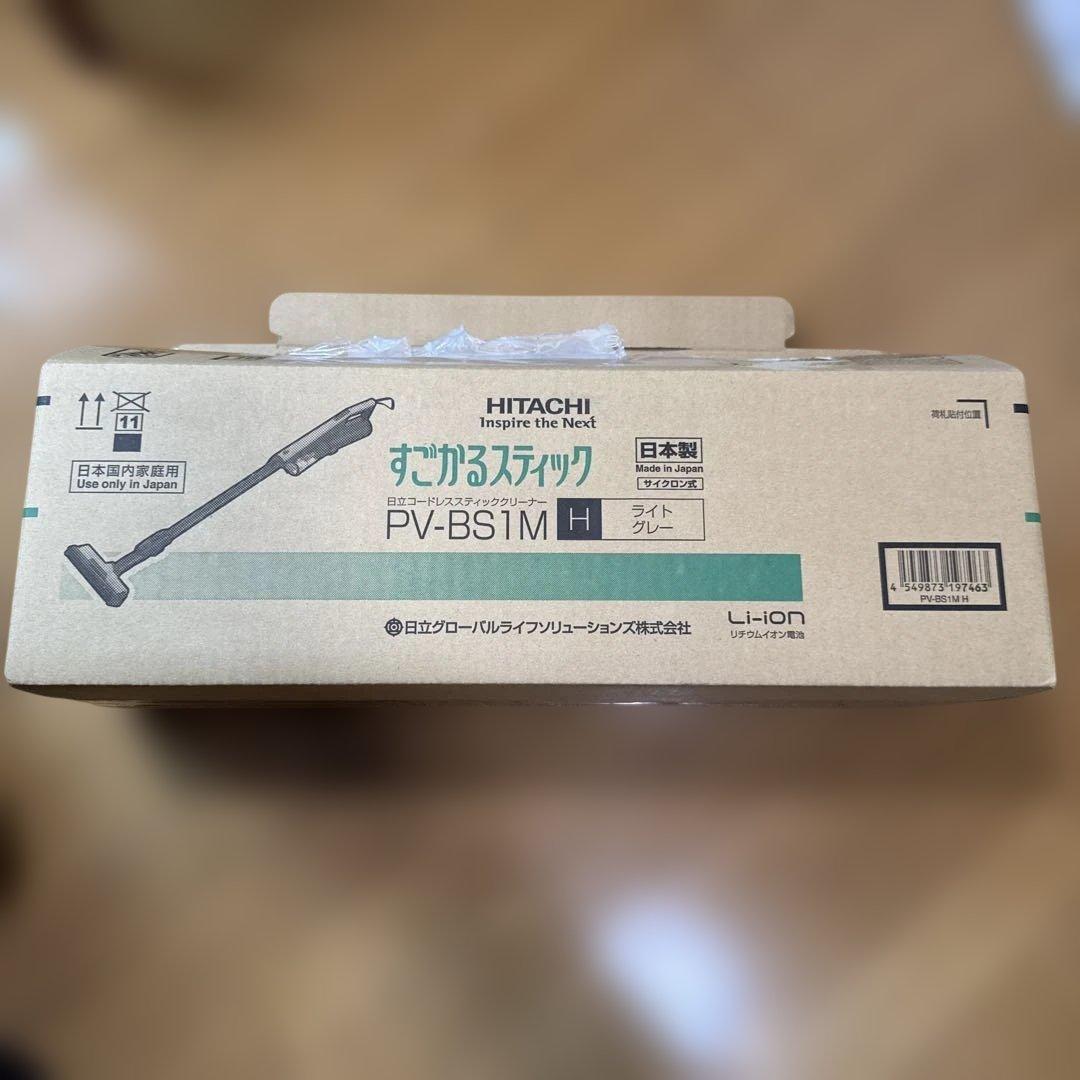 11
日本国内家庭用
Use only in Japan
HITACHI
Inspire the Next
すごかるスティック
日本製
Made in Japan
サイクロン式
日立コードレススティッククリーナー
PV-BS1M H ライト
グレー
日立グローバルライフソリューションズ株式会社
Li-ion
リチウムイオン電池
荷札貼付位置
4 549873 197463
PV-BS1M H